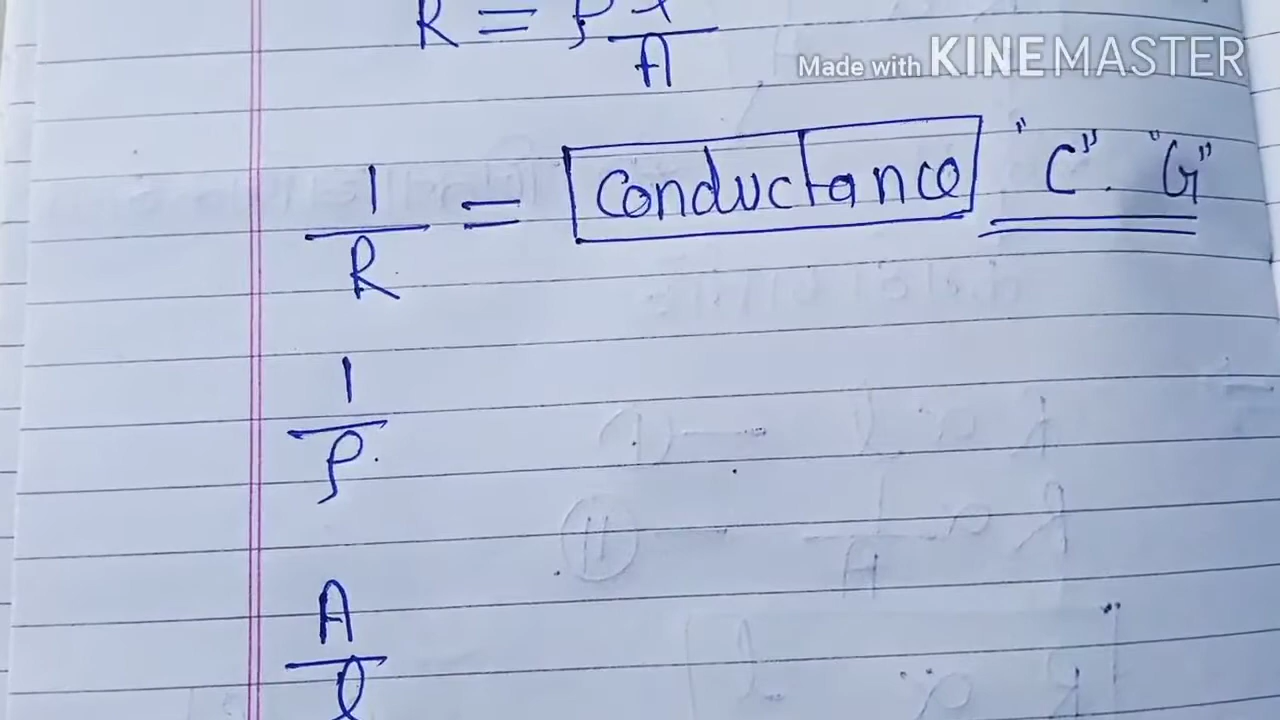 R = ρ l/A
Made with KINEMASTER
1/R = Conductance "C". "G"
1/ρ.
A/l